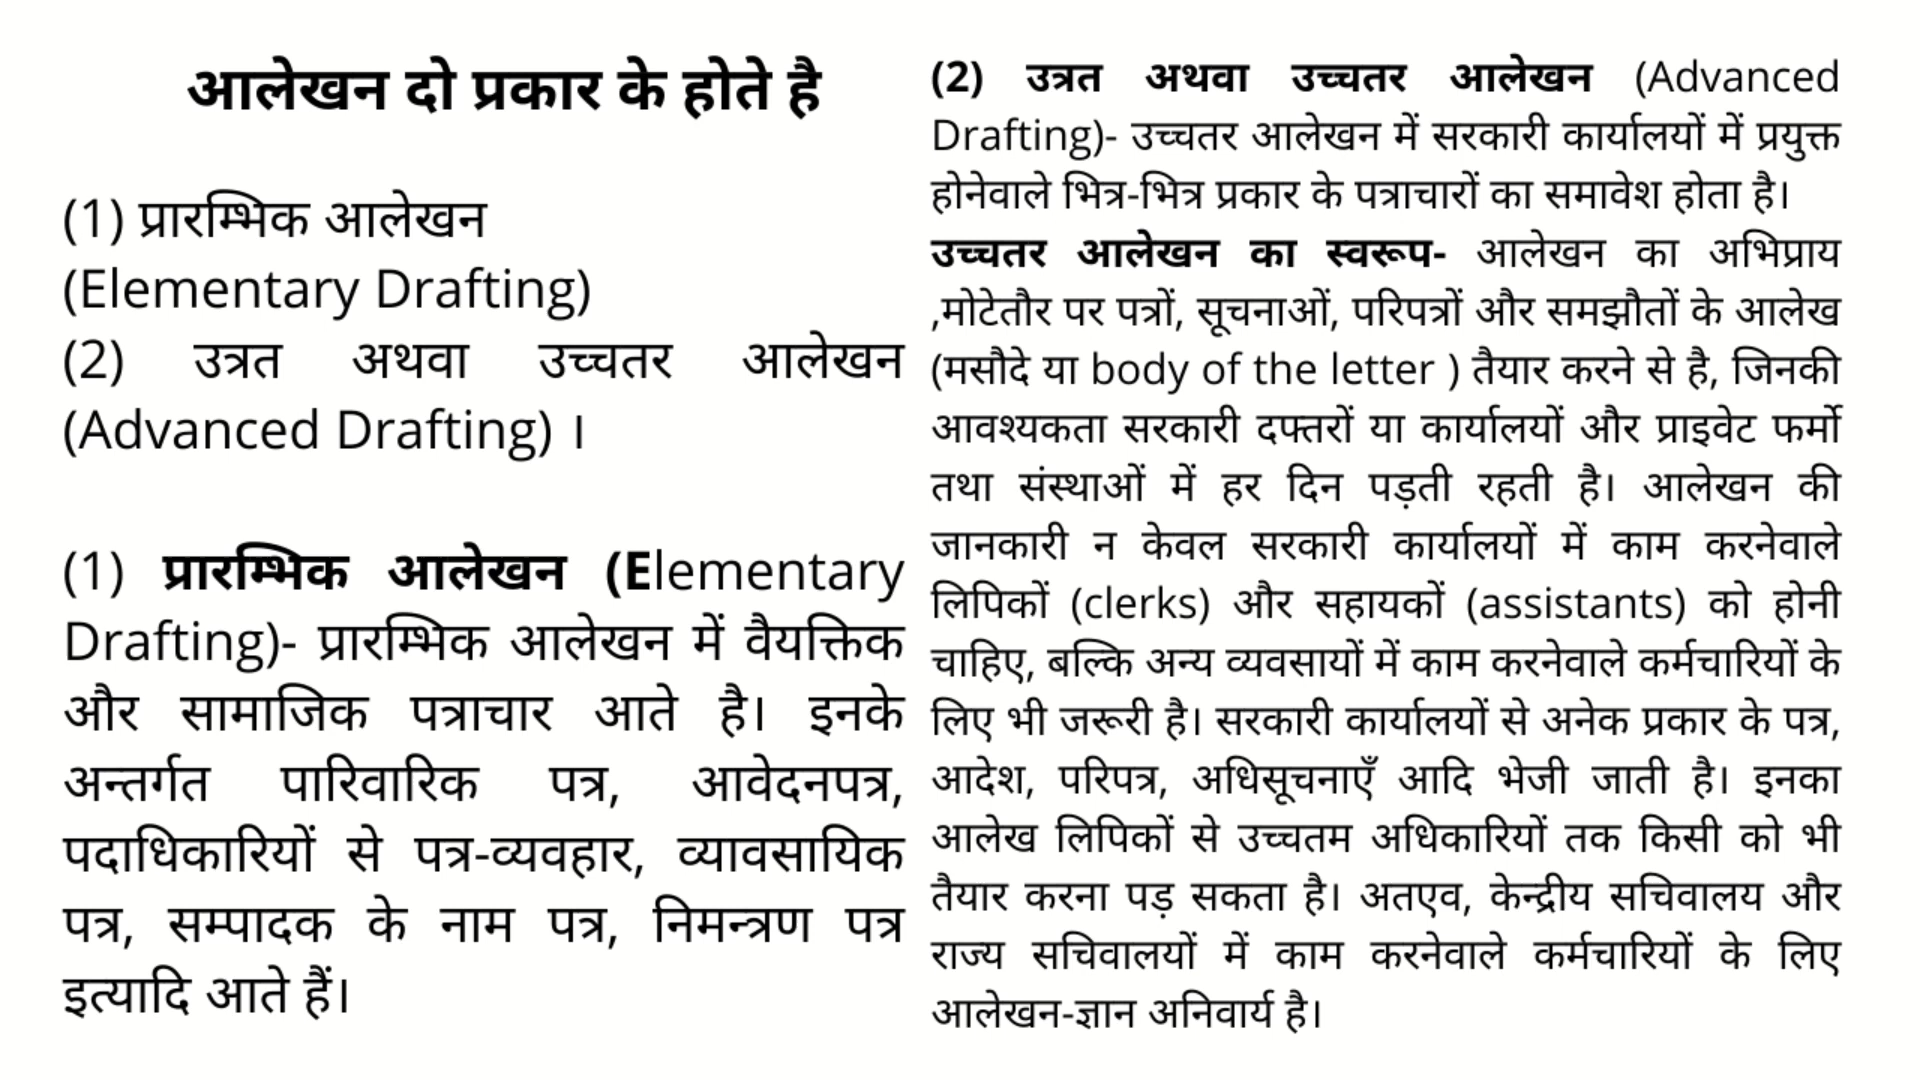 आलेखन दो प्रकार के होते है
(1) प्रारम्भिक आलेखन
(Elementary Drafting)
(2) उत्रत अथवा उच्चतर आलेखन
(Advanced Drafting) ।
(1) प्रारम्भिक आलेखन (Elementary
Drafting)- प्रारम्भिक आलेखन में वैयक्तिक
और सामाजिक पत्राचार आते है। इनके
अन्तर्गत पारिवारिक पत्र, आवेदनपत्र,
पदाधिकारियों से पत्र-व्यवहार, व्यावसायिक
पत्र, सम्पादक के नाम पत्र, निमन्त्रण पत्र
इत्यादि आते हैं।
(2) उत्रत अथवा उच्चतर आलेखन (Advanced
Drafting)- उच्चतर आलेखन में सरकारी कार्यालयों में प्रयुक्त
होनेवाले भित्र-भित्र प्रकार के पत्राचारों का समावेश होता है।
उच्चतर आलेखन का स्वरूप- आलेखन का अभिप्राय
,मोटेतौर पर पत्रों, सूचनाओं, परिपत्रों और समझौतों के आलेख
(मसौदे या body of the letter ) तैयार करने से है, जिनकी
आवश्यकता सरकारी दफ्तरों या कार्यालयों और प्राइवेट फर्मो
तथा संस्थाओं में हर दिन पड़ती रहती है। आलेखन की
जानकारी न केवल सरकारी कार्यालयों में काम करनेवाले
लिपिकों (clerks) और सहायकों (assistants) को होनी
चाहिए, बल्कि अन्य व्यवसायों में काम करनेवाले कर्मचारियों के
लिए भी जरूरी है। सरकारी कार्यालयों से अनेक प्रकार के पत्र,
आदेश, परिपत्र, अधिसूचनाएँ आदि भेजी जाती है। इनका
आलेख लिपिकों से उच्चतम अधिकारियों तक किसी को भी
तैयार करना पड़ सकता है। अतएव, केन्द्रीय सचिवालय और
राज्य सचिवालयों में काम करनेवाले कर्मचारियों के लिए
आलेखन-ज्ञान अनिवार्य है।